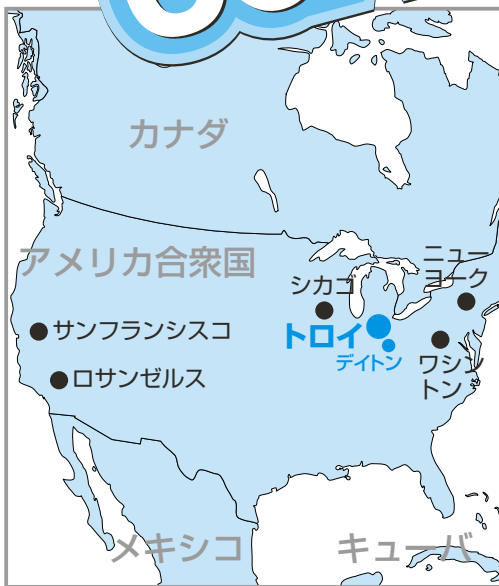 カナダ
アメリカ合衆国
ニュー
ヨーク
シカゴ
サンフランシスコ
トロイ
デイトン
ワシン
トン
ロサンゼルス
メキシコ
キューバ